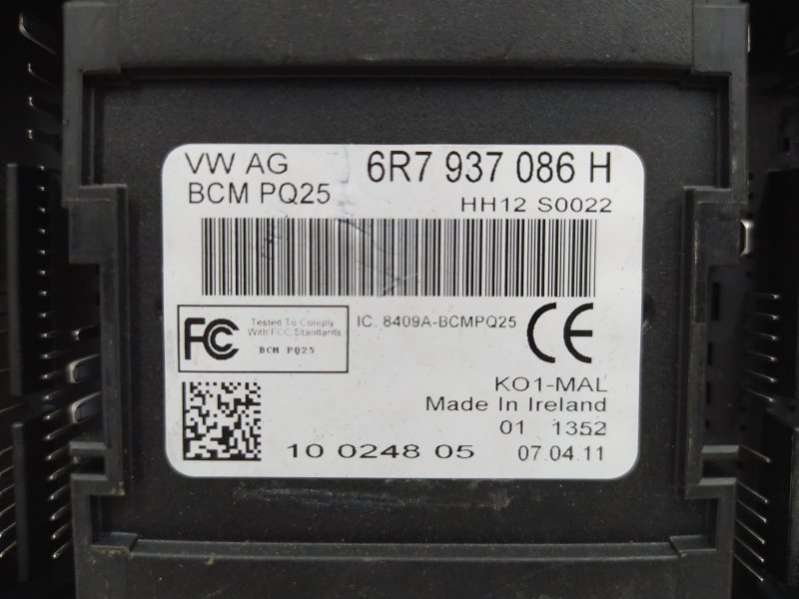 VW AG
BCM PQ25
6R7 937 086 H
HH12 S0022
FC
Tested To Comply
With FCC Standards
BCM PQ25
IC. 8409A-BCMPQ25
CE
KO1-MAL
Made In Ireland
01 1352
10 0248 05
07.04.11